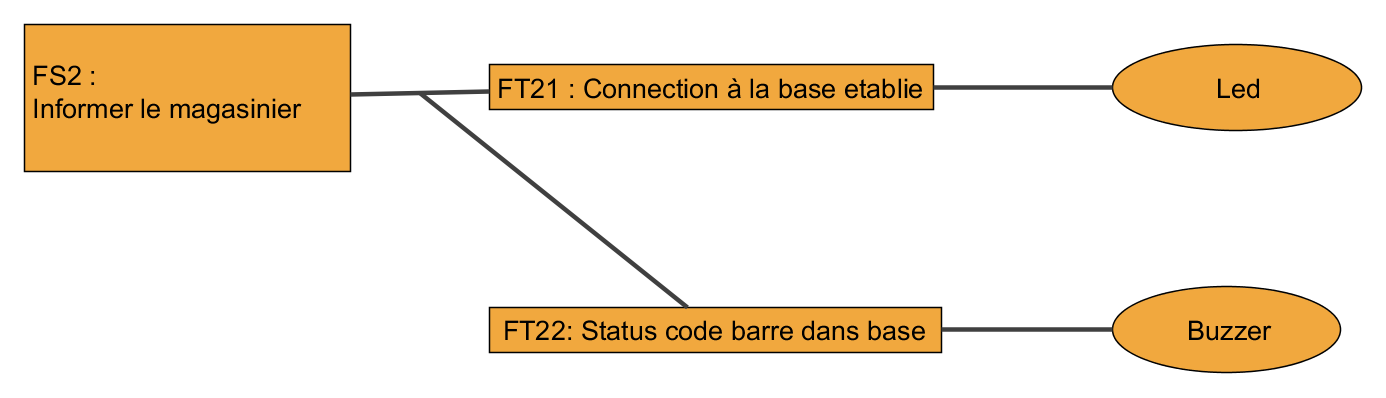 FS2 :
Informer le magasinier
FT21 : Connection à la base etablie
Led
FT22: Status code barre dans base
Buzzer